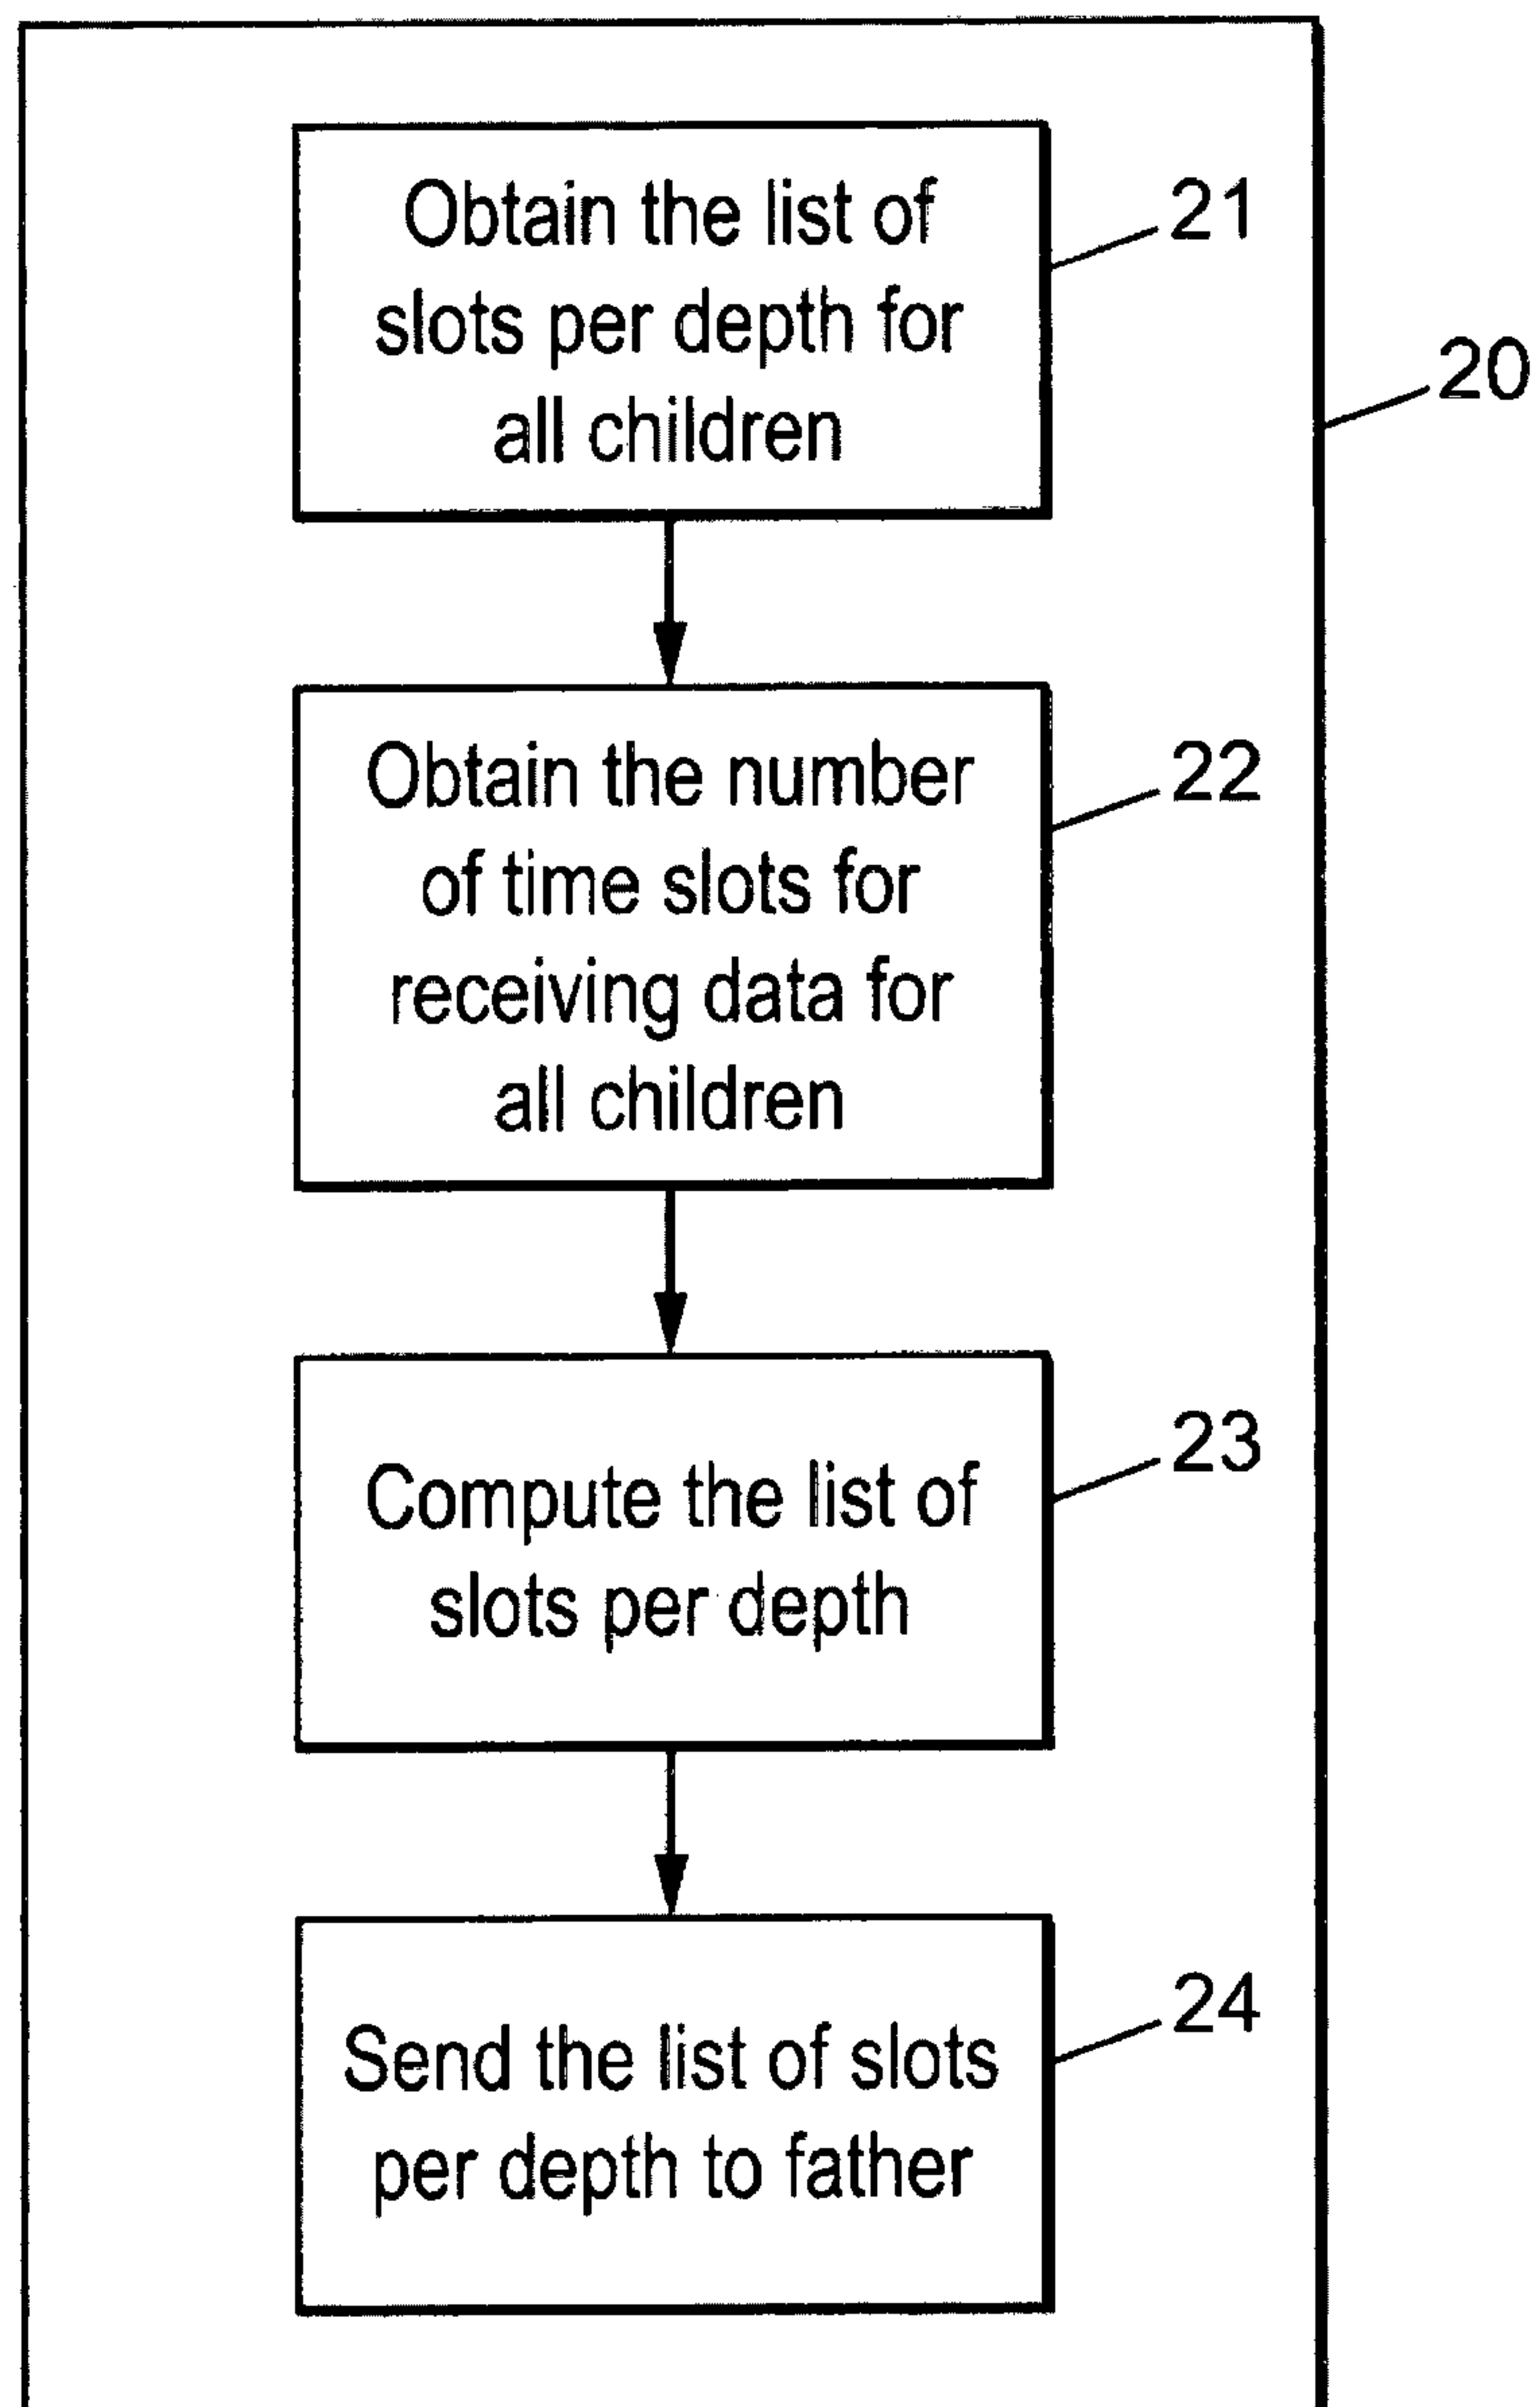 Obtain the list of
slots per depth for
all children
21
20
Obtain the number
of time slots for
receiving data for
all children
22
Compute the list of
slots per depth
23
Send the list of slots
per depth to father
24